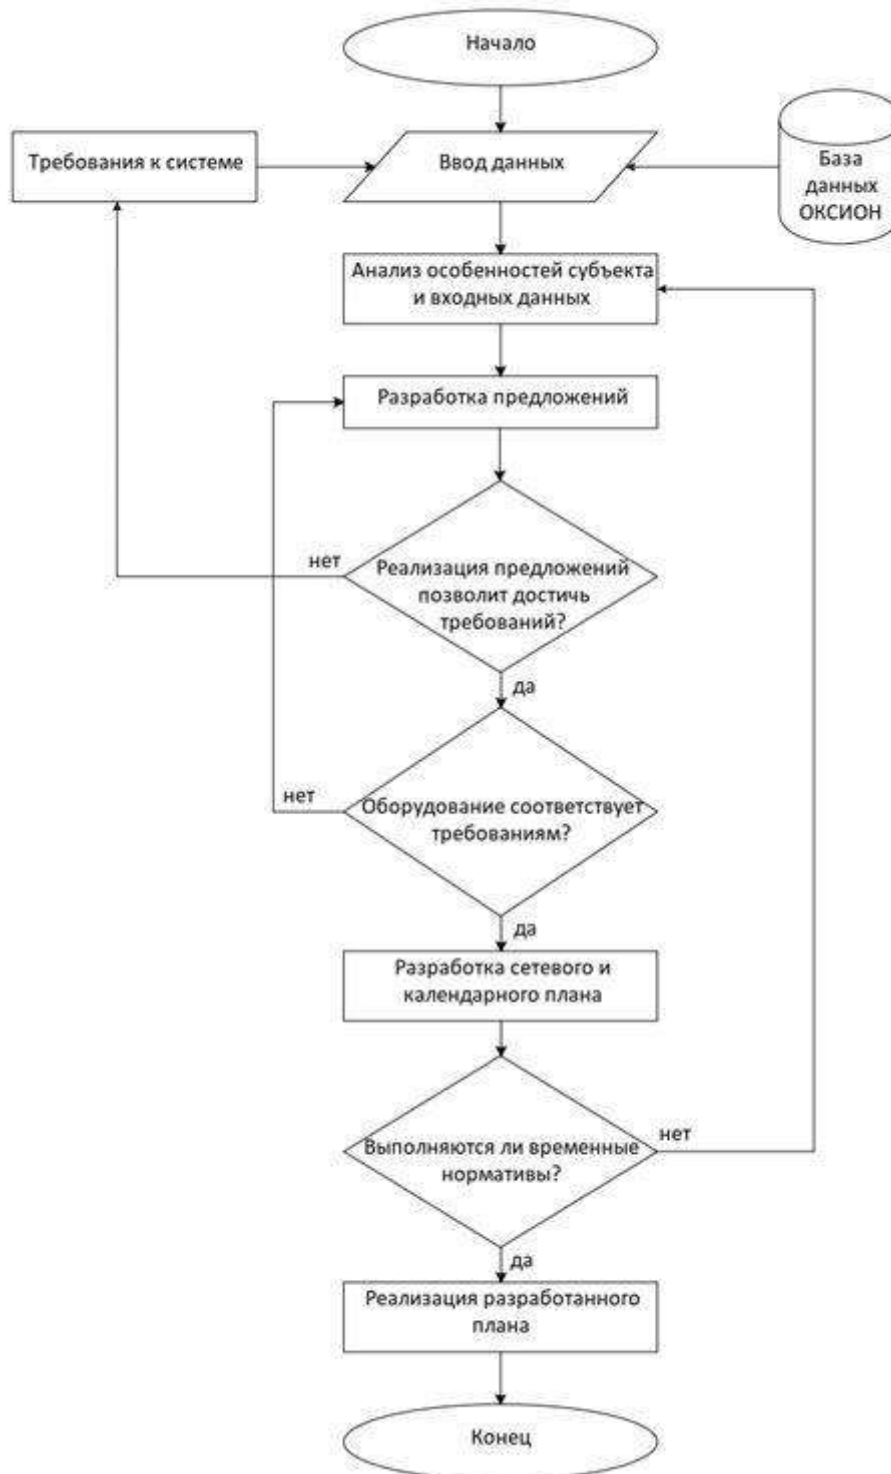 Начало
Требования к системе
Ввод данных
База
данных
ОКСИОН
Анализ особенностей субъекта
и входных данных
Разработка предложений
нет
Реализация предложений
позволит достичь
требований?
да
нет
Оборудование соответствует
требованиям?
да
Разработка сетевого и
календарного плана
Выполняются ли временные
нормативы?
нет
да
Реализация разработанного
плана
Конец